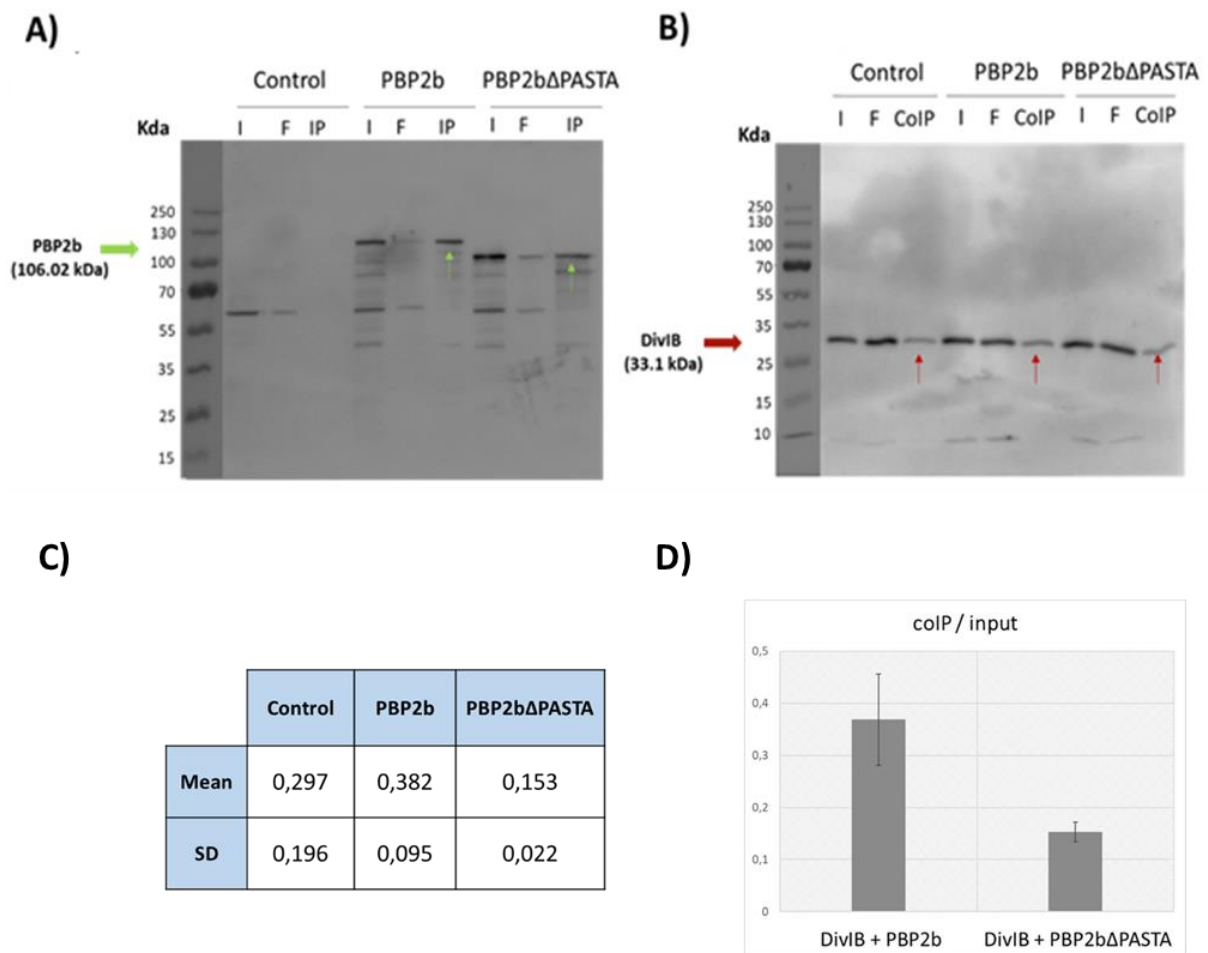 A)
Control PBP2b PBP2bΔPASTA
Kda I F IP I F IP I F IP
250
130
PBP2b
(106.02 kDa)
100
70
55
35
25
15
B)
Control PBP2b PBP2bΔPASTA
Kda I F CoIP I F CoIP I F CoIP
250
130
100
70
55
35
DivIB
(33.1 kDa)
25
15
10
C)
Control PBP2b PBP2bΔPASTA
Mean 0,297 0,382 0,153
SD 0,196 0,095 0,022
D)
coIP / input
0,5
0,4
0,3
0,2
0,1
0
DivIB + PBP2b DivIB + PBP2bΔPASTA